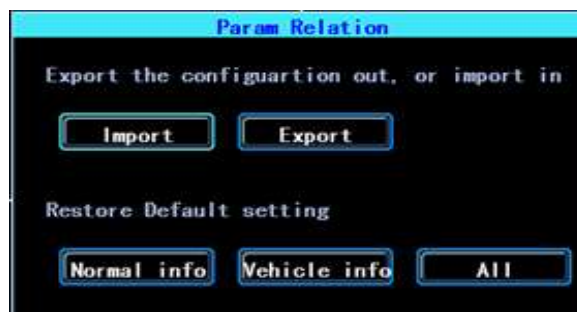 Param Relation
Export the configuartion out, or import in
Import Export
Restore Default setting
Normal info Vehicle info All